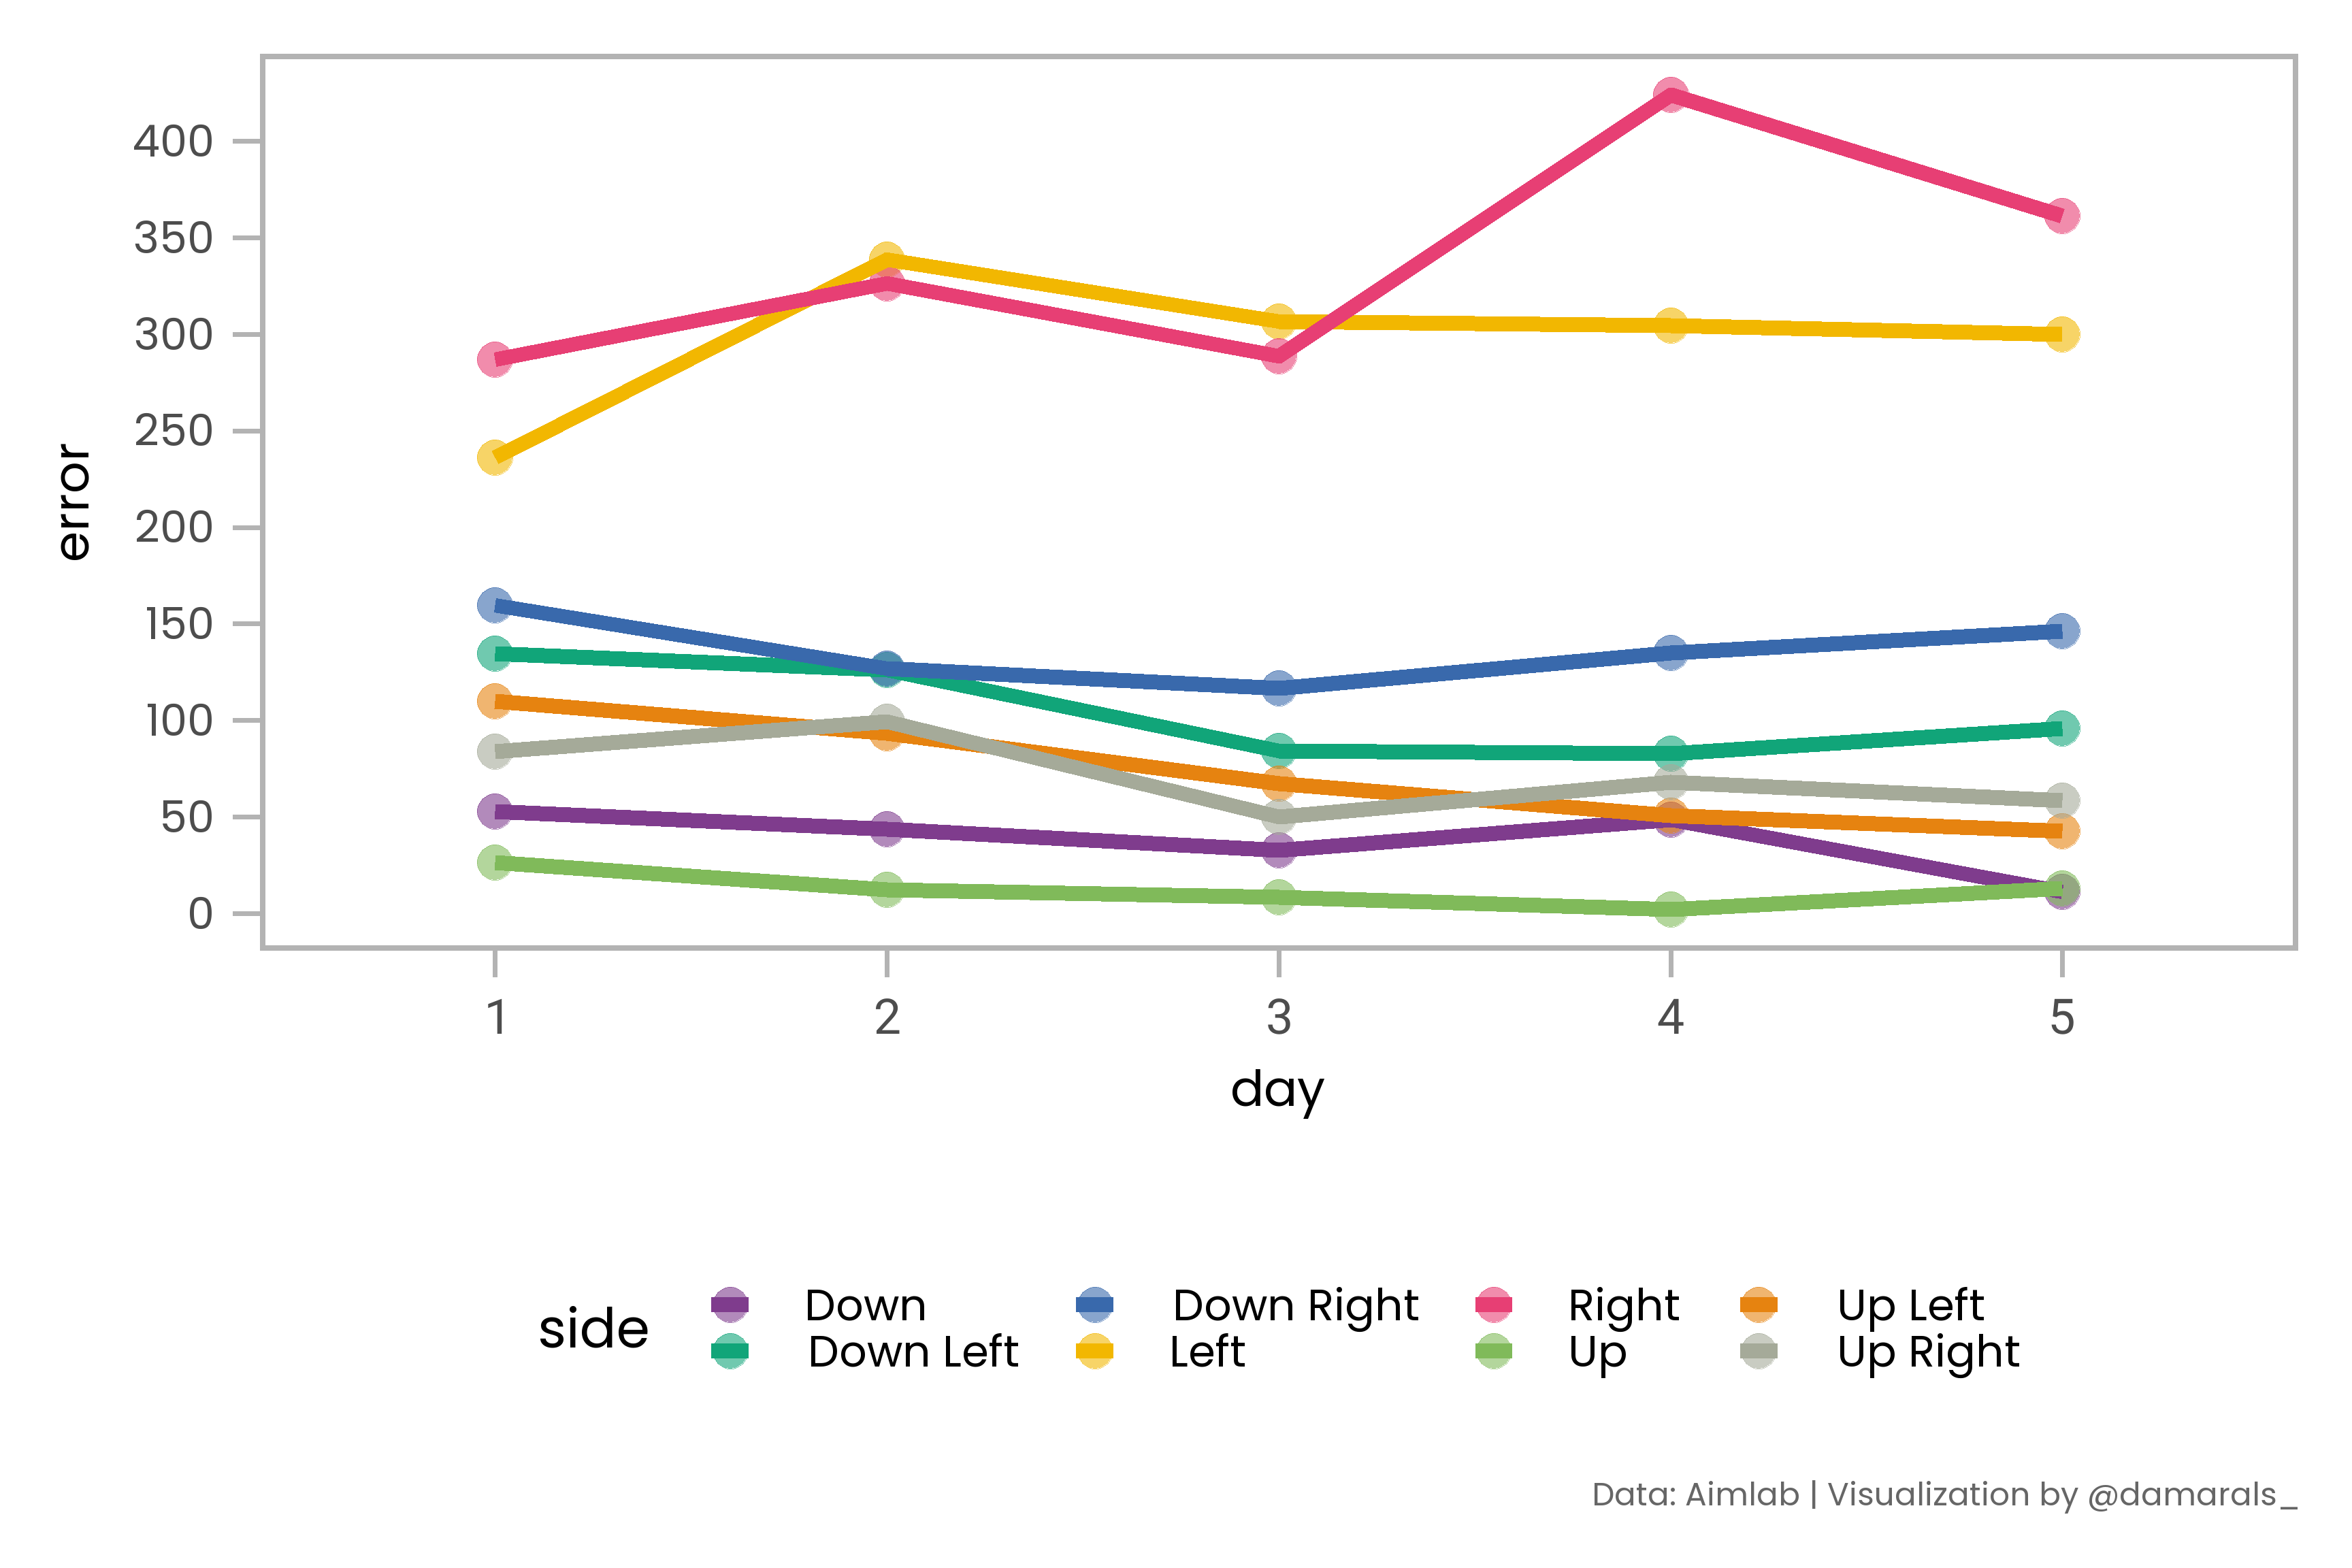 error
400
350
300
250
200
150
100
50
0
1 2 3 4 5
day
side
Down Down Right Right Up Left
Down Left Left Up Up Right
Data: Aimlab | Visualization by @damarals_